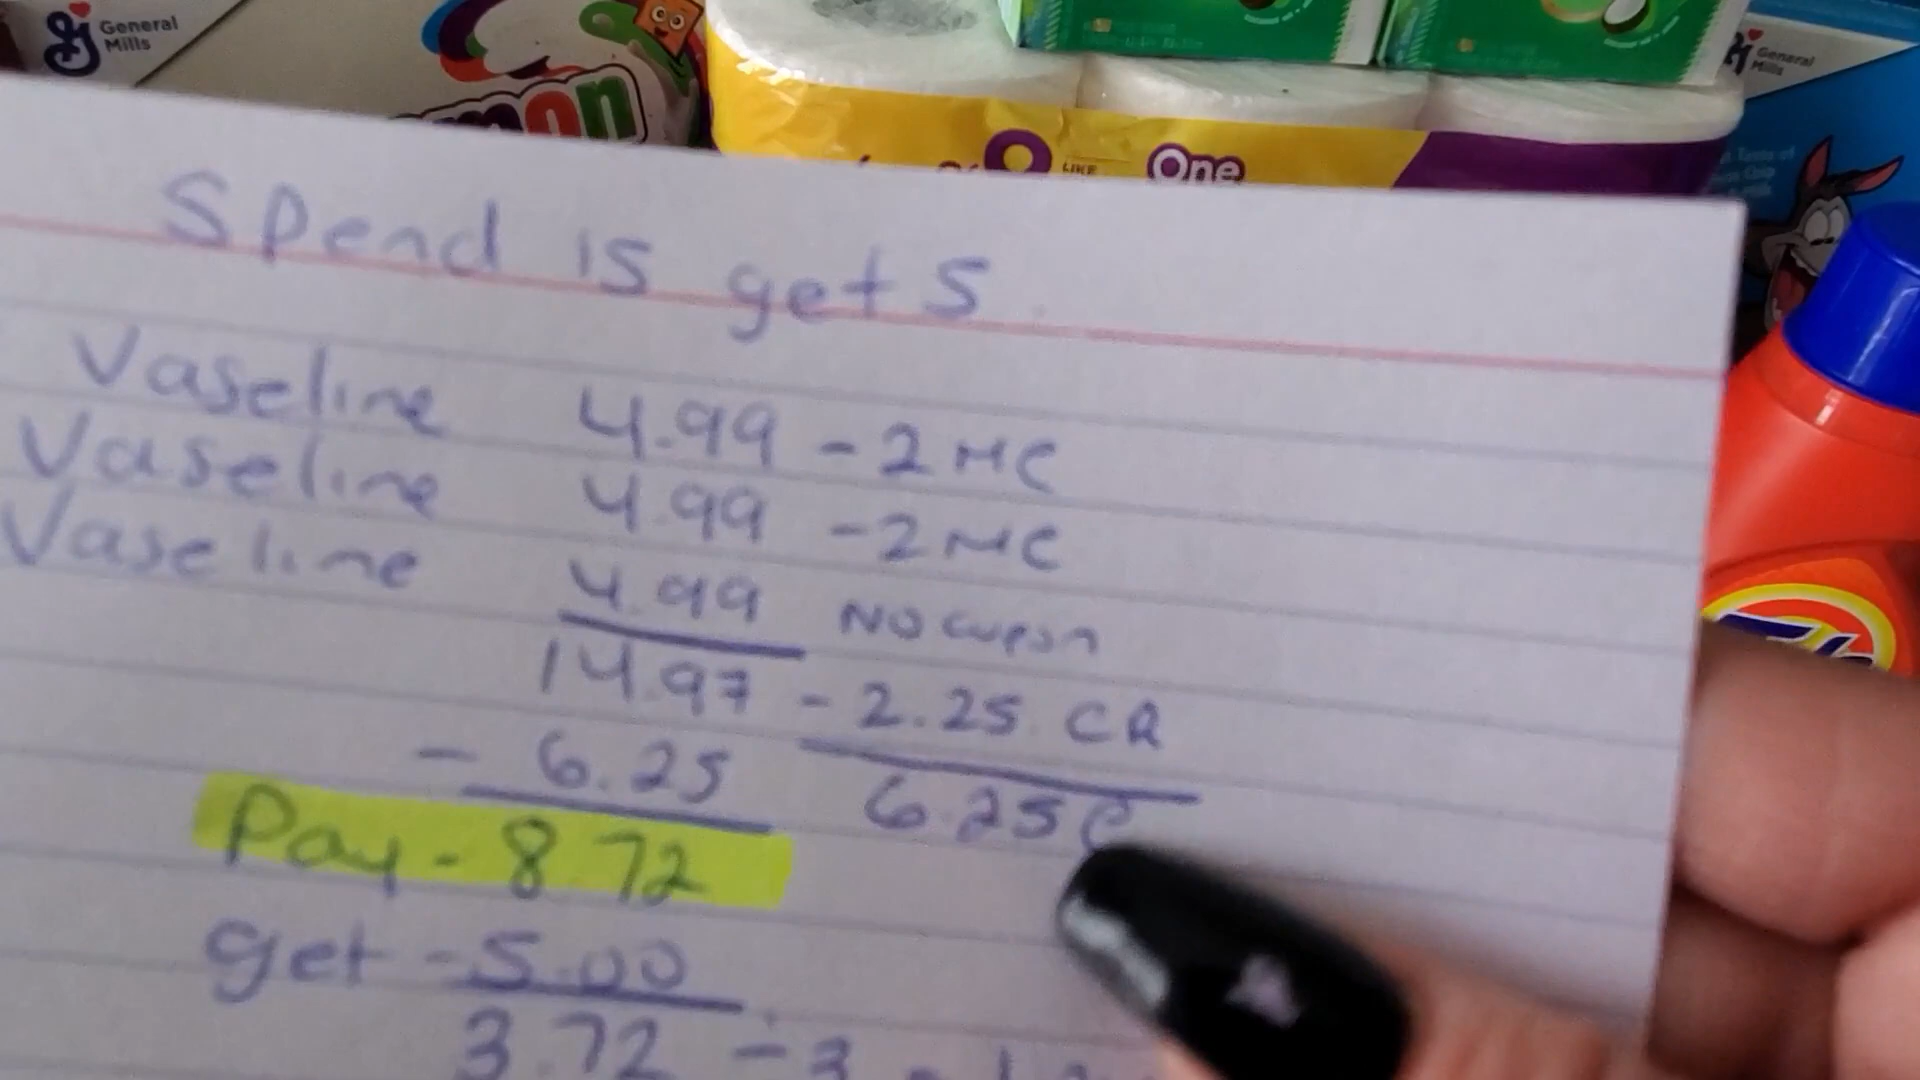 General
Mills
General
Mills
LIKE
One
Spend 15 get 5
Vaseline 4.99 - 2 MC
Vaseline 4.99 - 2 MC
Vaseline 4.99 NO cupon
14.97 - 2.25 CR
- 6.25 6.25 C
Pay - 8.72
get - 5.00
3.72 - 3